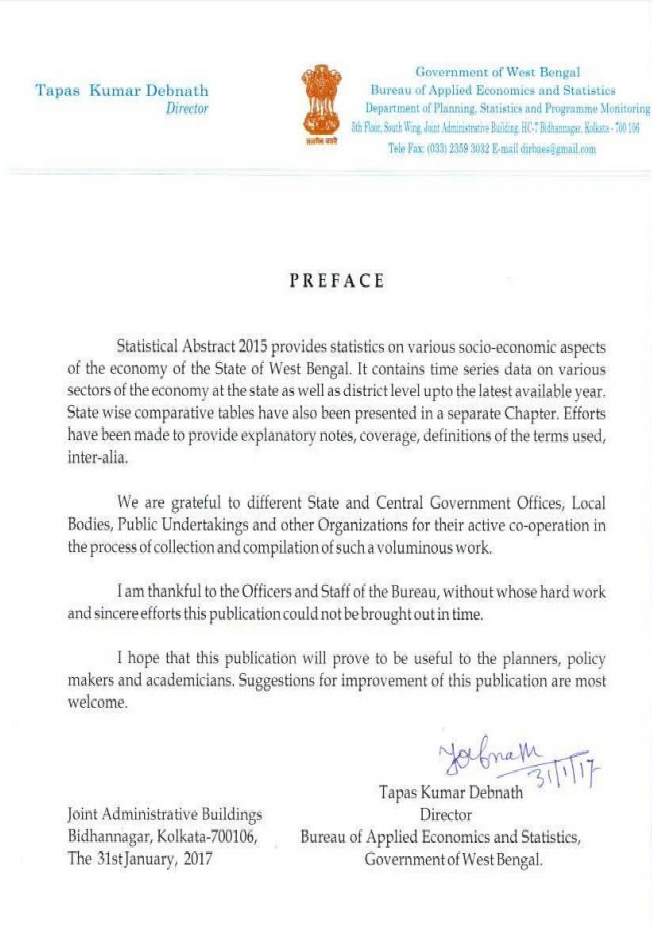 Tapas Kumar Debnath
Director
सत्यमेव जयते
Government of West Bengal
Bureau of Applied Economics and Statistics
Department of Planning, Statistics and Programme Monitoring
5th Floor, South Wing, Joint Administrative Building, HC-7 Bidhannagar, Kolkata - 700 106
Tele Fax: (033) 2359 3032 E-mail dirbaes@gmail.com
PREFACE
Statistical Abstract 2015 provides statistics on various socio-economic aspects
of the economy of the State of West Bengal. It contains time series data on various
sectors of the economy at the state as well as district level upto the latest available year.
State wise comparative tables have also been presented in a separate Chapter. Efforts
have been made to provide explanatory notes, coverage, definitions of the terms used,
inter-alia.
We are grateful to different State and Central Government Offices, Local
Bodies, Public Undertakings and other Organizations for their active co-operation in
the process of collection and compilation of such a voluminous work.
I am thankful to the Officers and Staff of the Bureau, without whose hard work
and sincere efforts this publication could not be brought out in time.
I hope that this publication will prove to be useful to the planners, policy
makers and academicians. Suggestions for improvement of this publication are most
welcome.
31/1/17
Tapas Kumar Debnath
Director
Bureau of Applied Economics and Statistics,
Government of West Bengal.
Joint Administrative Buildings
Bidhannagar, Kolkata-700106,
The 31st January, 2017